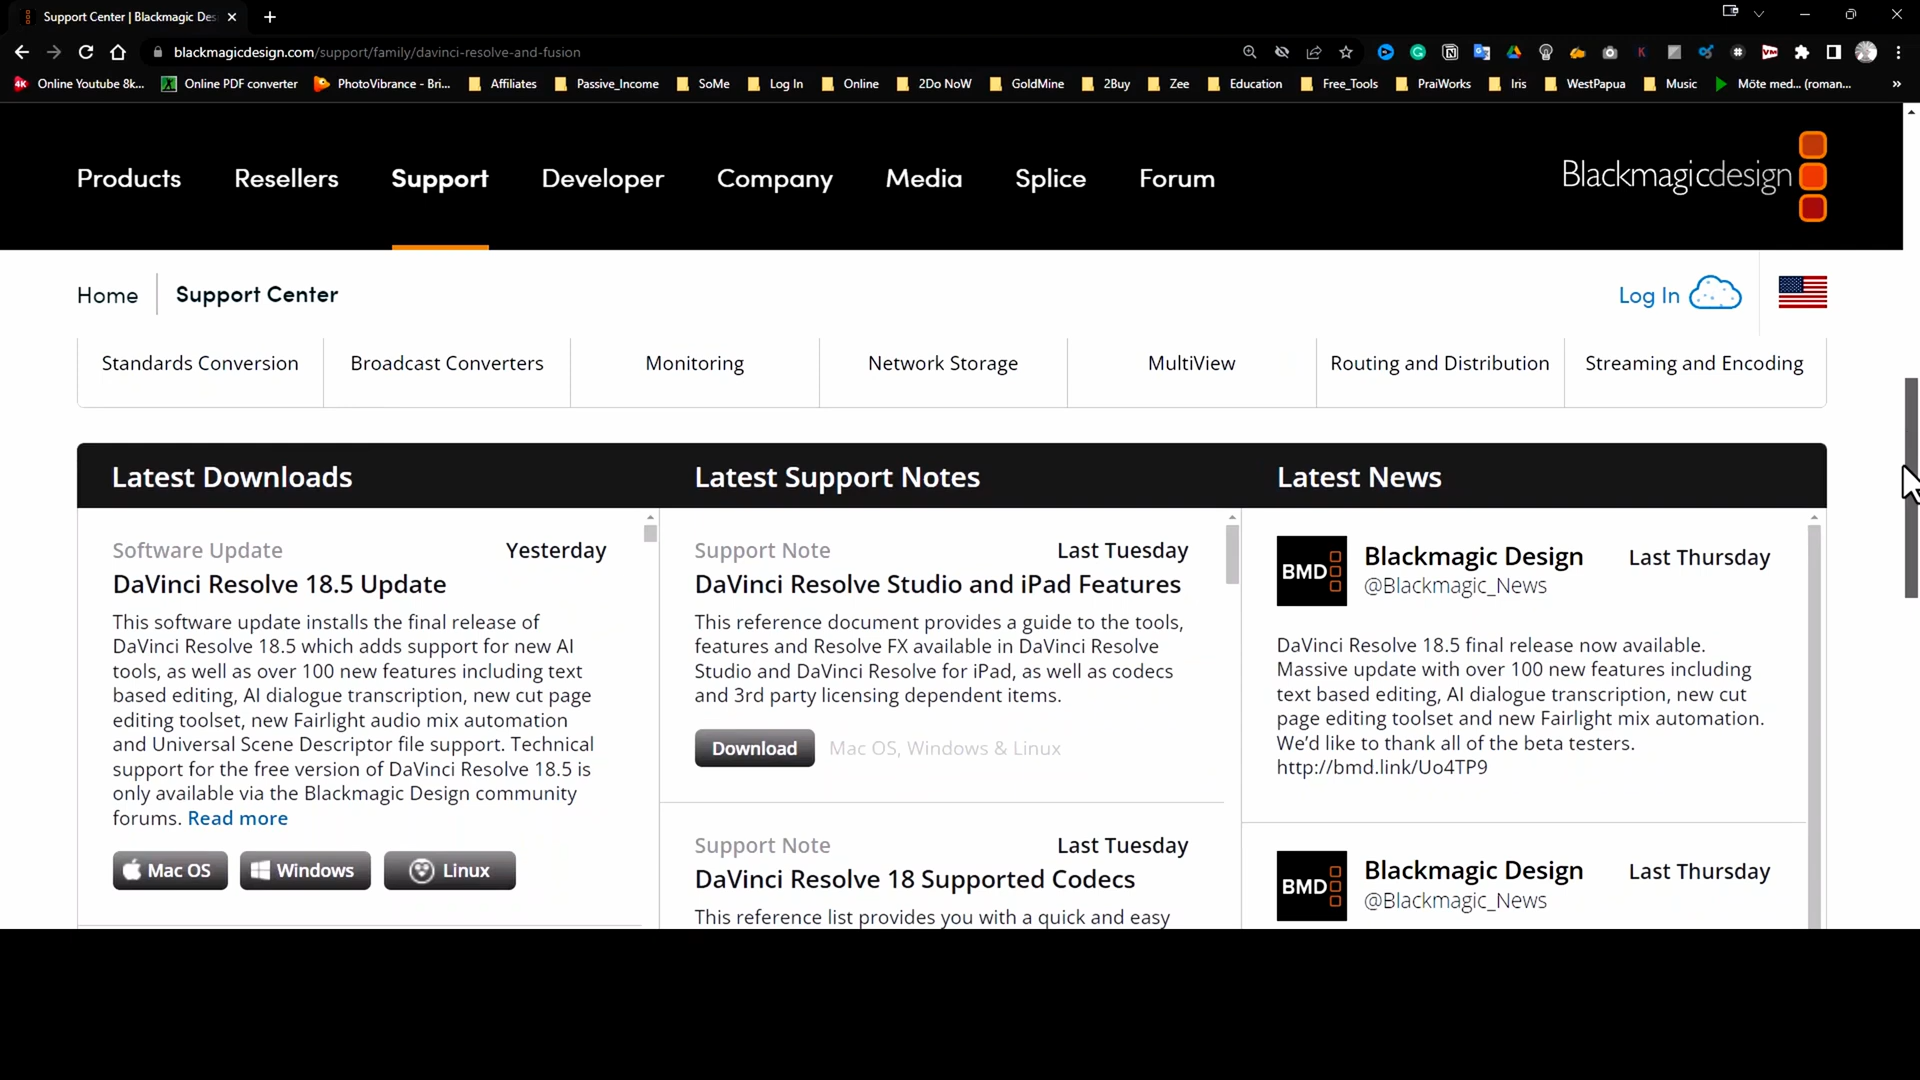 Support Center | Blackmagic Des
blackmagicdesign.com/support/family/davinci-resolve-and-fusion
Online Youtube 8k... Online PDF converter PhotoVibrance - Bri... Affiliates Passive_Income SoMe Log In Online 2Do NoW GoldMine 2Buy Zee Education Free_Tools PraiWorks Iris WestPapua Music Möte med... (roman... »
Products Resellers Support Developer Company Media Splice Forum Blackmagicdesign
Home Support Center Log In
Standards Conversion Broadcast Converters Monitoring Network Storage MultiView Routing and Distribution Streaming and Encoding
Latest Downloads
Software Update Yesterday
DaVinci Resolve 18.5 Update
This software update installs the final release of
DaVinci Resolve 18.5 which adds support for new AI
tools, as well as over 100 new features including text
based editing, AI dialogue transcription, new cut page
editing toolset, new Fairlight audio mix automation
and Universal Scene Descriptor file support. Technical
support for the free version of DaVinci Resolve 18.5 is
only available via the Blackmagic Design community
forums. Read more
Mac OS Windows Linux
Latest Support Notes
Support Note Last Tuesday
DaVinci Resolve Studio and iPad Features
This reference document provides a guide to the tools,
features and Resolve FX available in DaVinci Resolve
Studio and DaVinci Resolve for iPad, as well as codecs
and 3rd party licensing dependent items.
Download Mac OS, Windows & Linux
Support Note Last Tuesday
DaVinci Resolve 18 Supported Codecs
This reference list provides you with a quick and easy
Latest News
BMD Blackmagic Design Last Thursday
@Blackmagic_News
DaVinci Resolve 18.5 final release now available.
Massive update with over 100 new features including
text based editing, AI dialogue transcription, new cut
page editing toolset and new Fairlight mix automation.
We'd like to thank all of the beta testers.
http://bmd.link/Uo4TP9
BMD Blackmagic Design Last Thursday
@Blackmagic_News